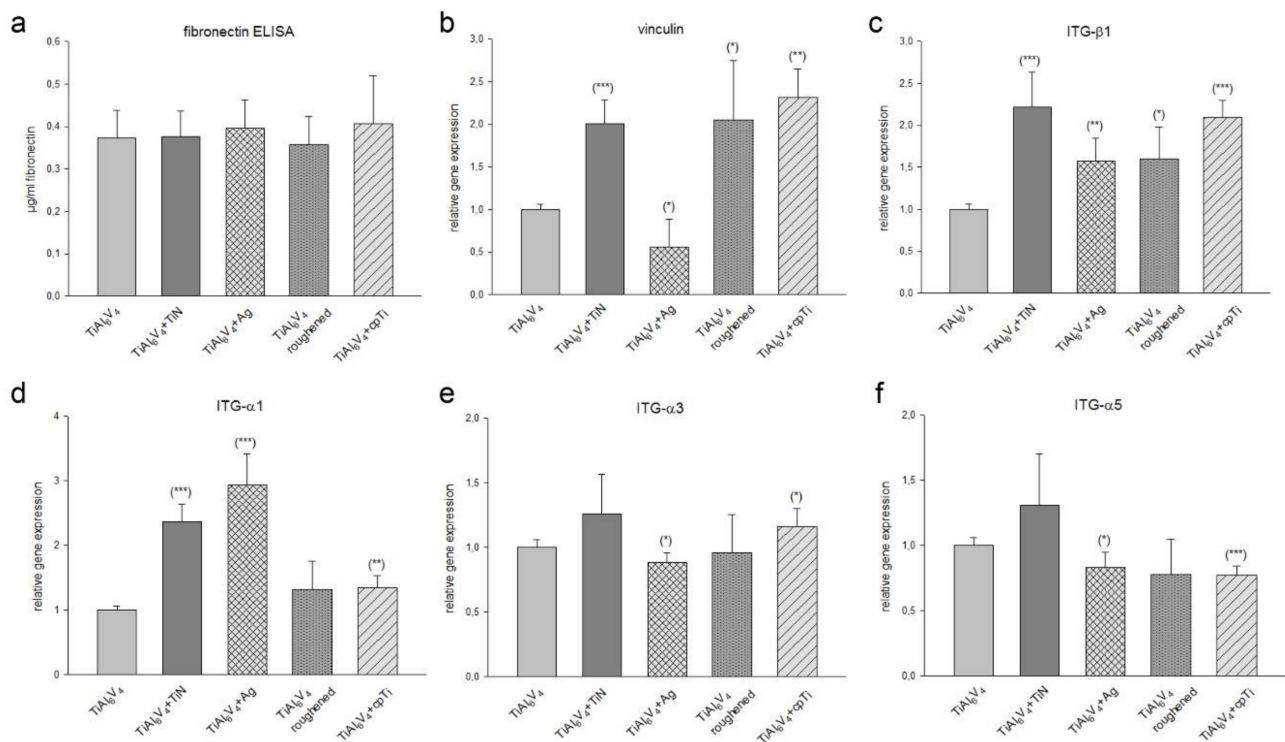 a
fibronectin ELISA
µg/ml fibronectin
0,6
0,5
0,4
0,3
0,2
0,1
0,0
TiAl₆V₄
TiAl₆V₄+TiN
TiAl₆V₄+Ag
TiAl₆V₄
roughened
TiAl₆V₄+cpTi
b
vinculin
relative gene expression
3,0
2,5
2,0
1,5
1,0
0,5
0,0
(***)
(*)
(*)
(**)
TiAl₆V₄
TiAl₆V₄+TiN
TiAl₆V₄+Ag
TiAl₆V₄
roughened
TiAl₆V₄+cpTi
c
ITG-β1
relative gene expression
3,0
2,5
2,0
1,5
1,0
0,5
0,0
(***)
(**)
(*)
(***)
TiAl₆V₄
TiAl₆V₄+TiN
TiAl₆V₄+Ag
TiAl₆V₄
roughened
TiAl₆V₄+cpTi
d
ITG-α1
relative gene expression
4
3
2
1
0
(***)
(***)
(**)
TiAl₆V₄
TiAl₆V₄+TiN
TiAl₆V₄+Ag
TiAl₆V₄
roughened
TiAl₆V₄+cpTi
e
ITG-α3
relative gene expression
2,0
1,5
1,0
0,5
0,0
(*)
(*)
TiAl₆V₄
TiAl₆V₄+TiN
TiAl₆V₄+Ag
TiAl₆V₄
roughened
TiAl₆V₄+cpTi
f
ITG-α5
relative gene expression
2,0
1,5
1,0
0,5
0,0
(*)
(***)
TiAl₆V₄
TiAl₆V₄+TiN
TiAl₆V₄+Ag
TiAl₆V₄
roughened
TiAl₆V₄+cpTi